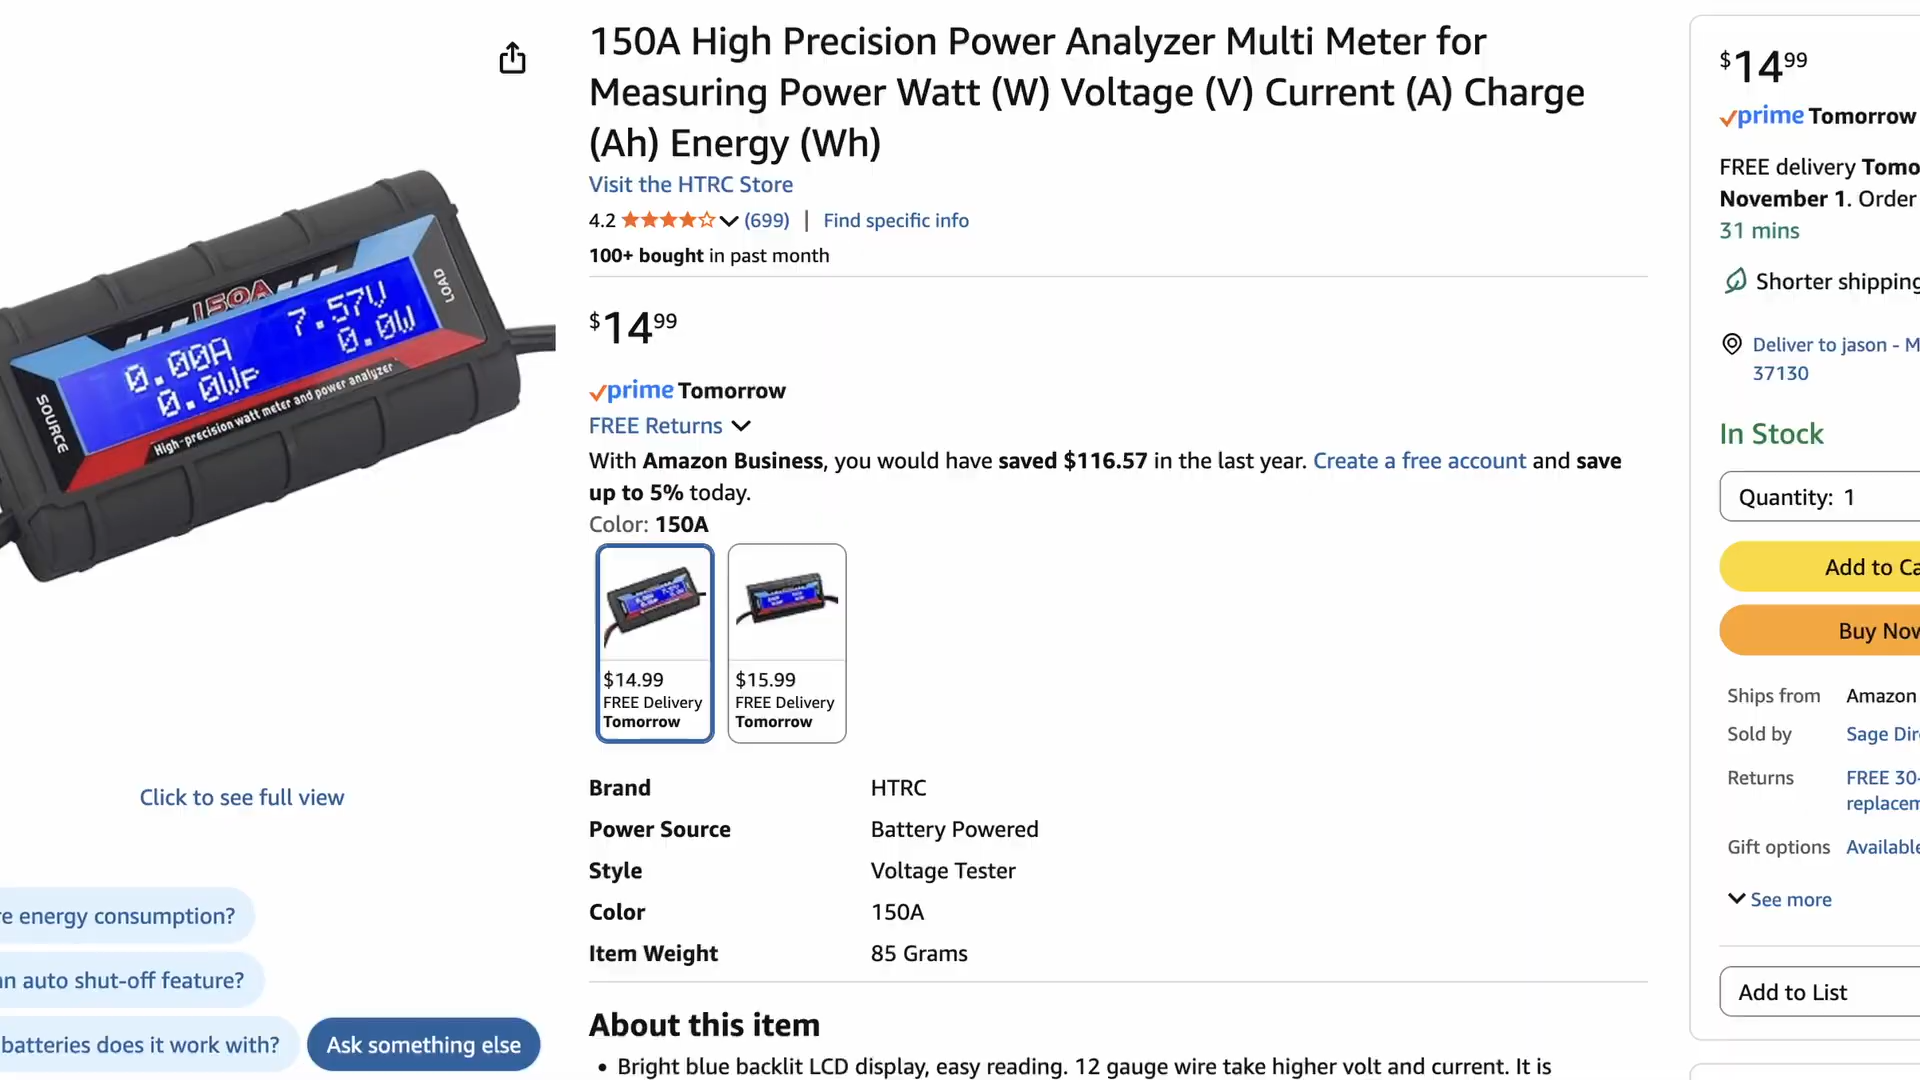 150A High Precision Power Analyzer Multi Meter for
Measuring Power Watt (W) Voltage (V) Current (A) Charge
(Ah) Energy (Wh)
Visit the HTRC Store
4.2 (699) | Find specific info
100+ bought in past month
$14.99
prime Tomorrow
FREE Returns
With Amazon Business, you would have saved $116.57 in the last year. Create a free account and save
up to 5% today.
Color: 150A
$14.99
FREE Delivery
Tomorrow
$15.99
FREE Delivery
Tomorrow
Brand HTRC
Power Source Battery Powered
Style Voltage Tester
Color 150A
Item Weight 85 Grams
About this item
• Bright blue backlit LCD display, easy reading. 12 gauge wire take higher volt and current. It is
150A
LOAD
7.57V
0.00A
0.0W
0.0WP
SOURCE
High-precision watt meter and power analyzer
Click to see full view
re energy consumption?
an auto shut-off feature?
batteries does it work with?
Ask something else
$14.99
prime Tomorrow
FREE delivery Tomo
November 1. Order
31 mins
Shorter shipping
Deliver to jason - M
37130
In Stock
Quantity: 1
Add to Ca
Buy Now
Ships from Amazon
Sold by Sage Dir
Returns FREE 30-
replacem
Gift options Available
See more
Add to List